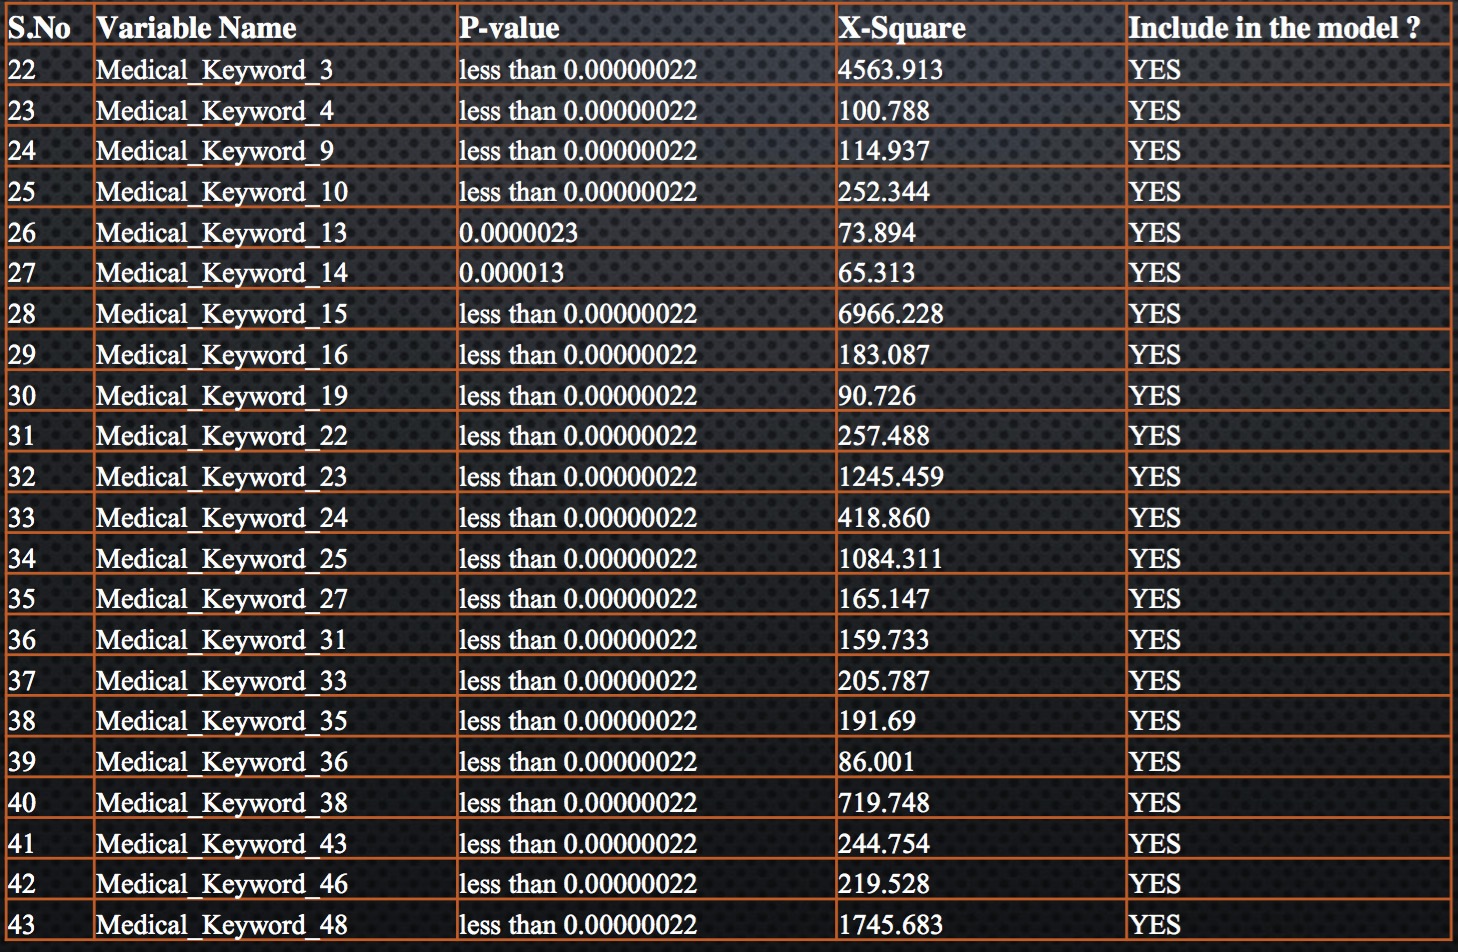 S.No Variable Name P-value X-Square Include in the model ?
22 Medical_Keyword_3 less than 0.00000022 4563.913 YES
23 Medical_Keyword_4 less than 0.00000022 100.788 YES
24 Medical_Keyword_9 less than 0.00000022 114.937 YES
25 Medical_Keyword_10 less than 0.00000022 252.344 YES
26 Medical_Keyword_13 0.0000023 73.894 YES
27 Medical_Keyword_14 0.000013 65.313 YES
28 Medical_Keyword_15 less than 0.00000022 6966.228 YES
29 Medical_Keyword_16 less than 0.00000022 183.087 YES
30 Medical_Keyword_19 less than 0.00000022 90.726 YES
31 Medical_Keyword_22 less than 0.00000022 257.488 YES
32 Medical_Keyword_23 less than 0.00000022 1245.459 YES
33 Medical_Keyword_24 less than 0.00000022 418.860 YES
34 Medical_Keyword_25 less than 0.00000022 1084.311 YES
35 Medical_Keyword_27 less than 0.00000022 165.147 YES
36 Medical_Keyword_31 less than 0.00000022 159.733 YES
37 Medical_Keyword_33 less than 0.00000022 205.787 YES
38 Medical_Keyword_35 less than 0.00000022 191.69 YES
39 Medical_Keyword_36 less than 0.00000022 86.001 YES
40 Medical_Keyword_38 less than 0.00000022 719.748 YES
41 Medical_Keyword_43 less than 0.00000022 244.754 YES
42 Medical_Keyword_46 less than 0.00000022 219.528 YES
43 Medical_Keyword_48 less than 0.00000022 1745.683 YES